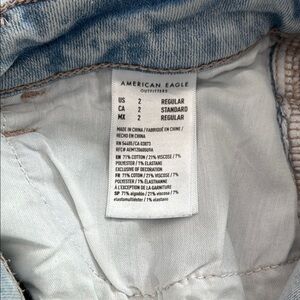 AMERICAN EAGLE
OUTFITTERS
US 2 REGULAR
CA 2 STANDARD
MX 2 REGULAR
MADE IN CHINA / FABRIQUÉ EN CHINE /
HECHO EN CHINA
RN 54485/CA 03873
EN 71% COTTON / 21% VISCOSE / 7%
POLYESTER / 1% ELASTANE
EXCLUSIVE OF DECORATION
FR 71% COTON / 21% VISCOSE / 7%
POLYESTER / 1% ÉLASTHANNE
À L'EXCEPTION DE LA GARNITURE
SP 71% algodón / 21% viscosa / 7%
/ 1% elastano